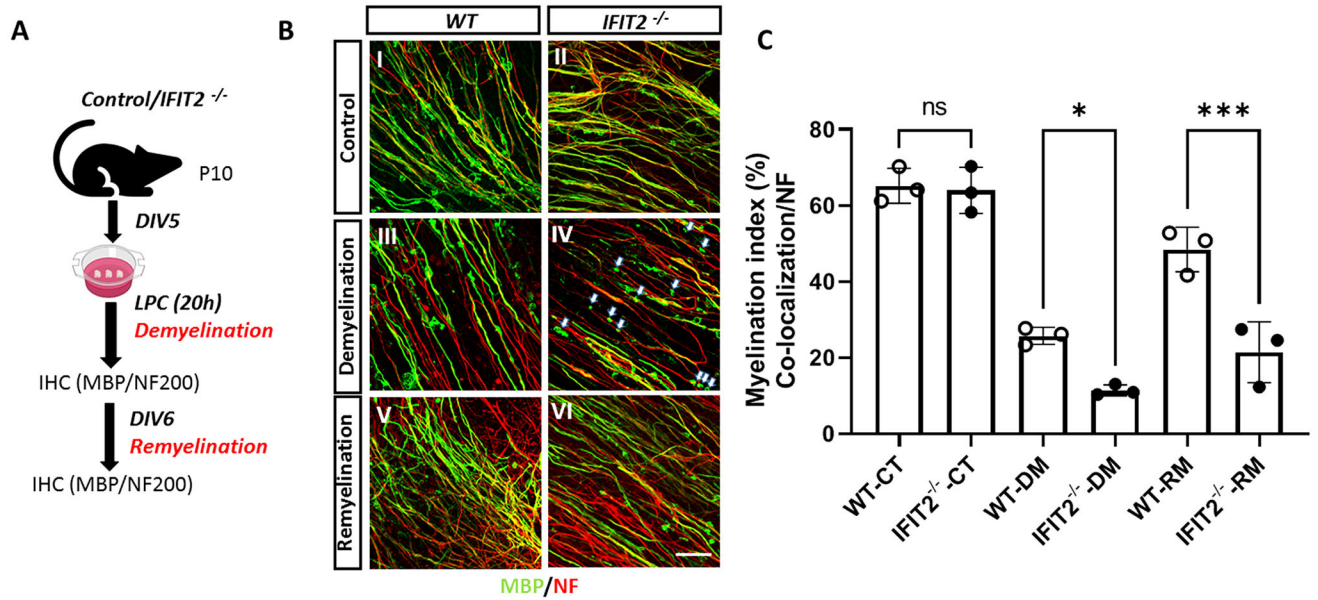 A
Control/IFIT2 -/-
P10
DIV5
LPC (20h)
Demyelination
IHC (MBP/NF200)
DIV6
Remyelination
IHC (MBP/NF200)
B
WT
IFIT2 -/-
Control
I
II
Demyelination
III
IV
Remyelination
V
VI
MBP/NF
C
Myelination index (%)
Co-localization/NF
80
60
40
20
0
ns
*
***
WT-CT
IFIT2-/--CT
WT-DM
IFIT2-/--DM
WT-RM
IFIT2-/--RM